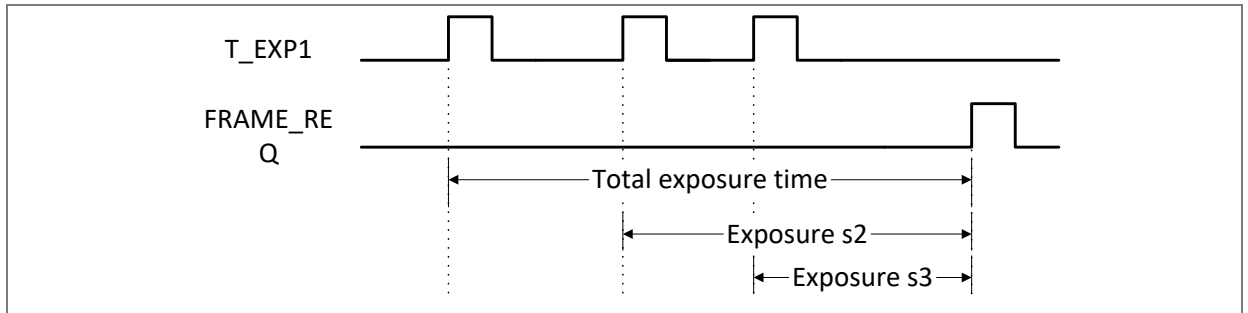 T_EXP1
FRAME_RE
Q
Total exposure time
Exposure s2
Exposure s3